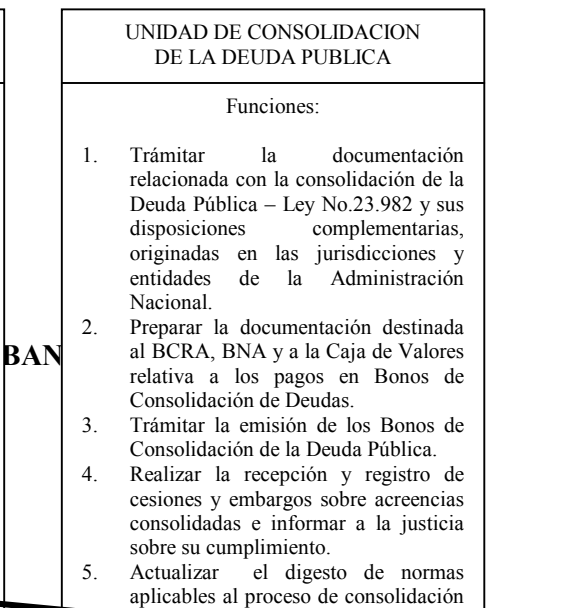 UNIDAD DE CONSOLIDACION
DE LA DEUDA PUBLICA
Funciones:
1. Trámitar la documentación
relacionada con la consolidación de la
Deuda Pública – Ley No.23.982 y sus
disposiciones complementarias,
originadas en las jurisdicciones y
entidades de la Administración
Nacional.
2. Preparar la documentación destinada
al BCRA, BNA y a la Caja de Valores
relativa a los pagos en Bonos de
Consolidación de Deudas.
3. Trámitar la emisión de los Bonos de
Consolidación de la Deuda Pública.
4. Realizar la recepción y registro de
cesiones y embargos sobre acreencias
consolidadas e informar a la justicia
sobre su cumplimiento.
5. Actualizar el digesto de normas
aplicables al proceso de consolidación
BAN